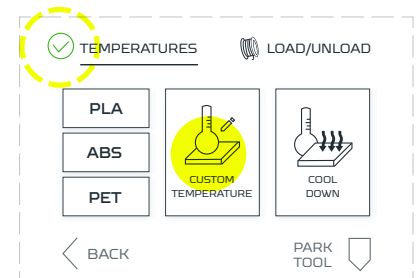 TEMPERATURES
LOAD/UNLOAD
PLA
ABS
PET
CUSTOM
TEMPERATURE
COOL
DOWN
BACK
PARK
TOOL